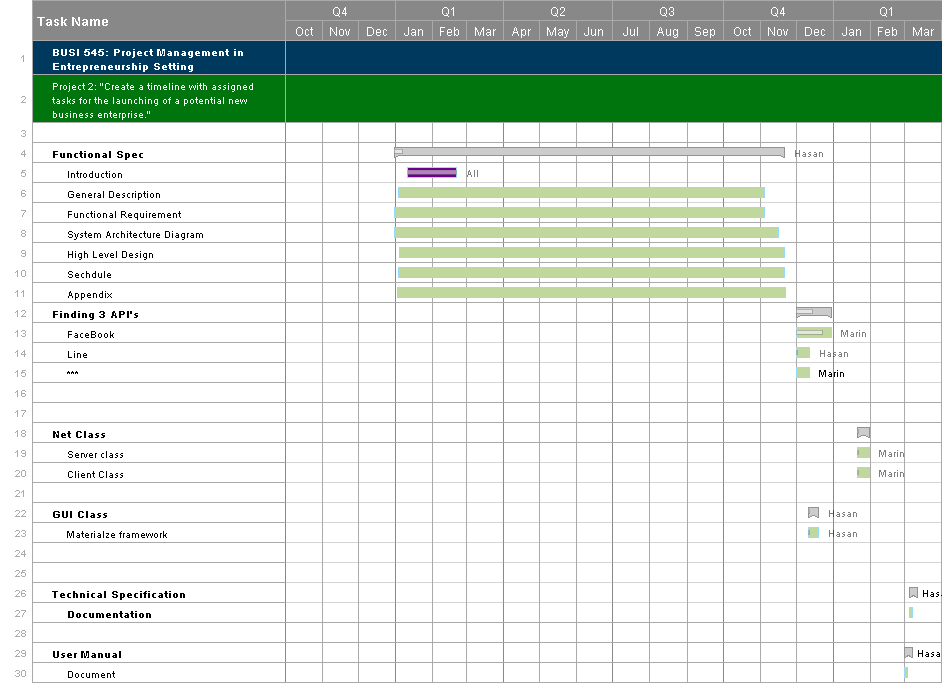 Task Name
Q4 Q1 Q2 Q3 Q4 Q1
Oct Nov Dec Jan Feb Mar Apr May Jun Jul Aug Sep Oct Nov Dec Jan Feb Mar
1 BUSI 545: Project Management in
Entrepreneurship Setting
2 Project 2: "Create a timeline with assigned
tasks for the launching of a potential new
business enterprise."
3
4 Functional Spec Hasan
5 Introduction All
6 General Description
7 Functional Requirement
8 System Architecture Diagram
9 High Level Design
10 Sechdule
11 Appendix
12 Finding 3 API's
13 FaceBook Marin
14 Line Hasan
15 *** Marin
16
17
18 Net Class
19 Server class Marin
20 Client Class Marin
21
22 GUI Class Hasan
23 Materialze framework Hasan
24
25
26 Technical Specification Hasa
27 Documentation
28
29 User Manual Hasa
30 Document